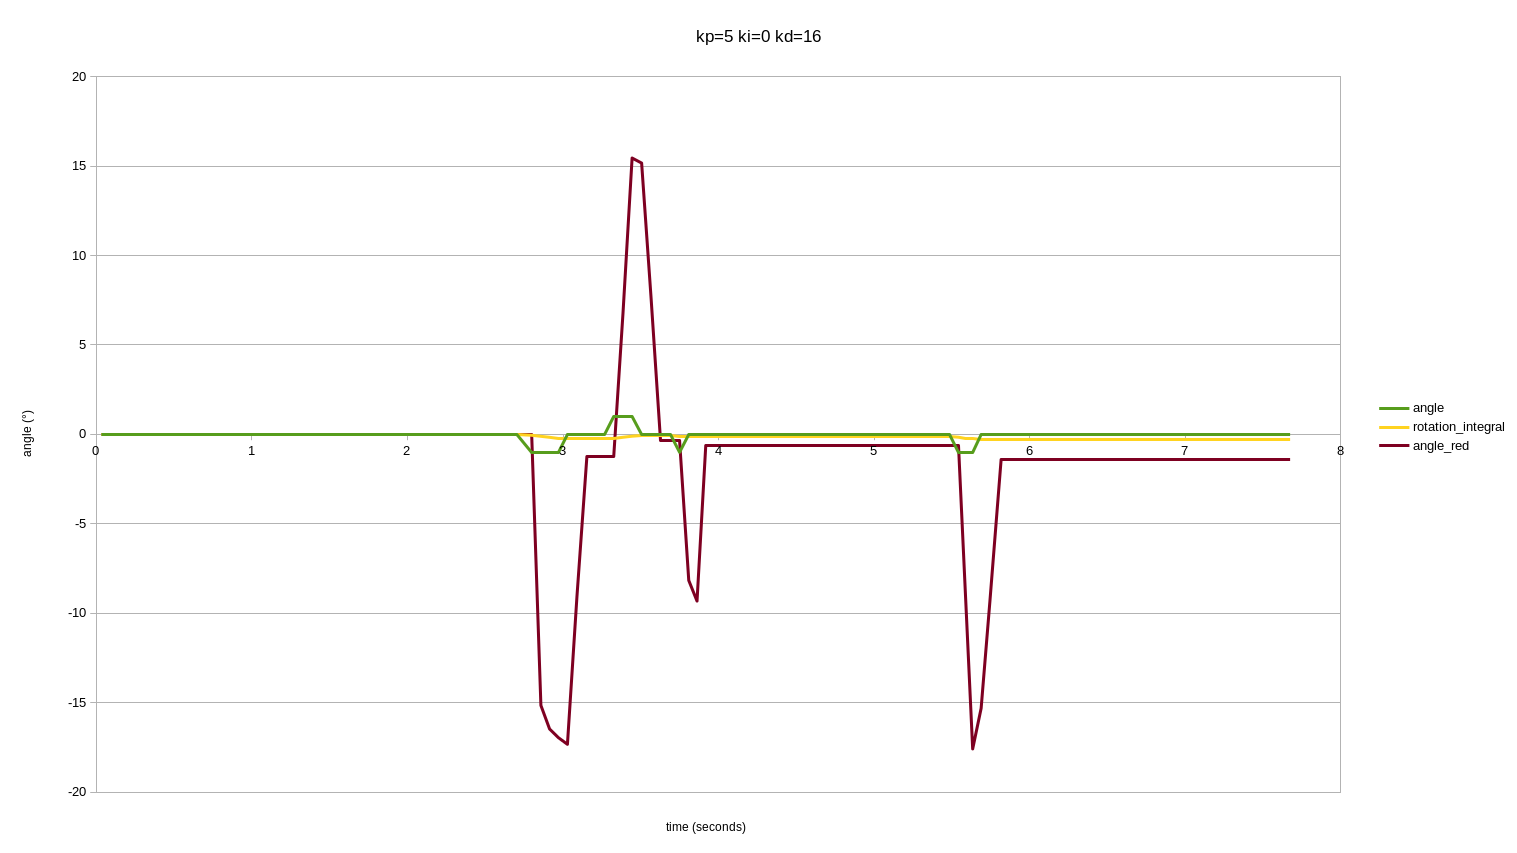 kp=5 ki=0 kd=16
20
15
10
5
0
-5
-10
-15
-20
0 1 2 3 4 5 6 7 8
angle (°)
time (seconds)
angle
rotation_integral
angle_red